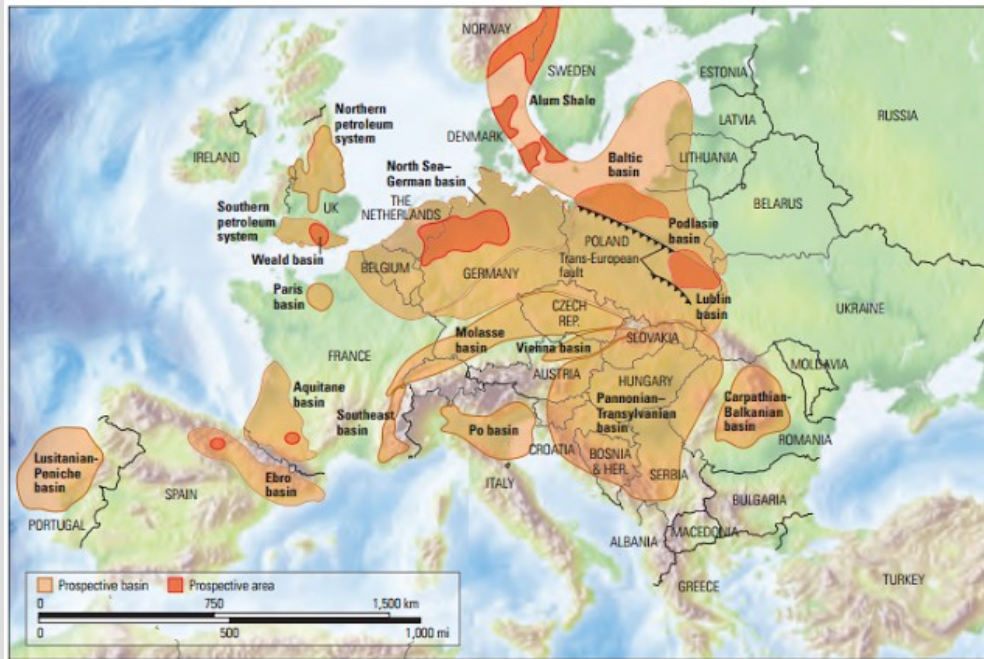 NORWAY
SWEDEN
ESTONIA
RUSSIA
Alum Shale
LATVIA
Northern
petroleum
system
DENMARK
IRELAND
LITHUANIA
Baltic
basin
North Sea–
German basin
BELARUS
THE
NETHERLANDS
UK
Southern
petroleum
system
Podlasie
basin
POLAND
Trans-European
fault
Weald basin
BELGIUM
GERMANY
Paris
basin
Lublin
basin
UKRAINE
CZECH
REP.
Molasse
basin
Vienna basin
SLOVAKIA
FRANCE
MOLDAVIA
AUSTRIA
HUNGARY
Aquitane
basin
Pannonian–
Transylvanian
basin
Carpathian-
Balkanian
basin
Southeast
basin
Po basin
CROATIA
ROMANIA
BOSNIA
& HER.
Lusitanian-
Peniche
basin
Ebro
basin
SERBIA
ITALY
SPAIN
BULGARIA
PORTUGAL
MACEDONIA
ALBANIA
GREECE
TURKEY
Prospective basin
Prospective area
0 750 1,500 km
0 500 1,000 mi